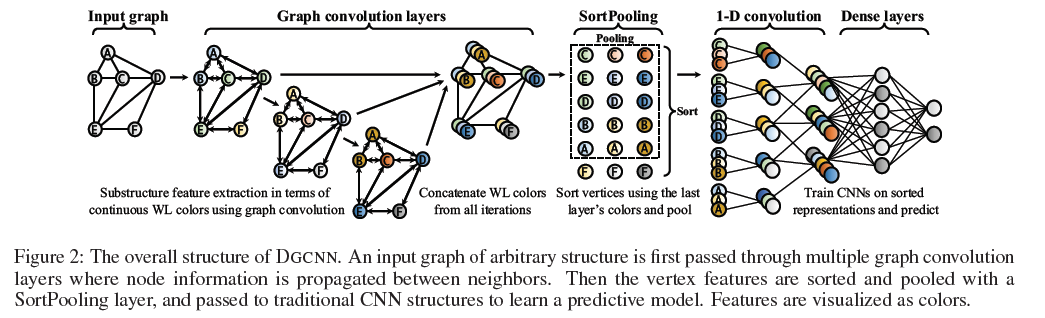 Input graph
Graph convolution layers
SortPooling
1-D convolution
Dense layers
A
B C D
E F
A
B C D
E F
A
B C D
E F
A
B C D
E F
A
B C D
E F
Pooling
C C C
E E E
D D D
B B B
A A A
F F F
Sort
C
C
C
E
E
E
D
D
D
B
B
B
A
A
A
Substructure feature extraction in terms of
continuous WL colors using graph convolution
Concatenate WL colors
from all iterations
Sort vertices using the last
layer's colors and pool
Train CNNs on sorted
representations and predict
Figure 2: The overall structure of DGCNN. An input graph of arbitrary structure is first passed through multiple graph convolution
layers where node information is propagated between neighbors. Then the vertex features are sorted and pooled with a
SortPooling layer, and passed to traditional CNN structures to learn a predictive model. Features are visualized as colors.